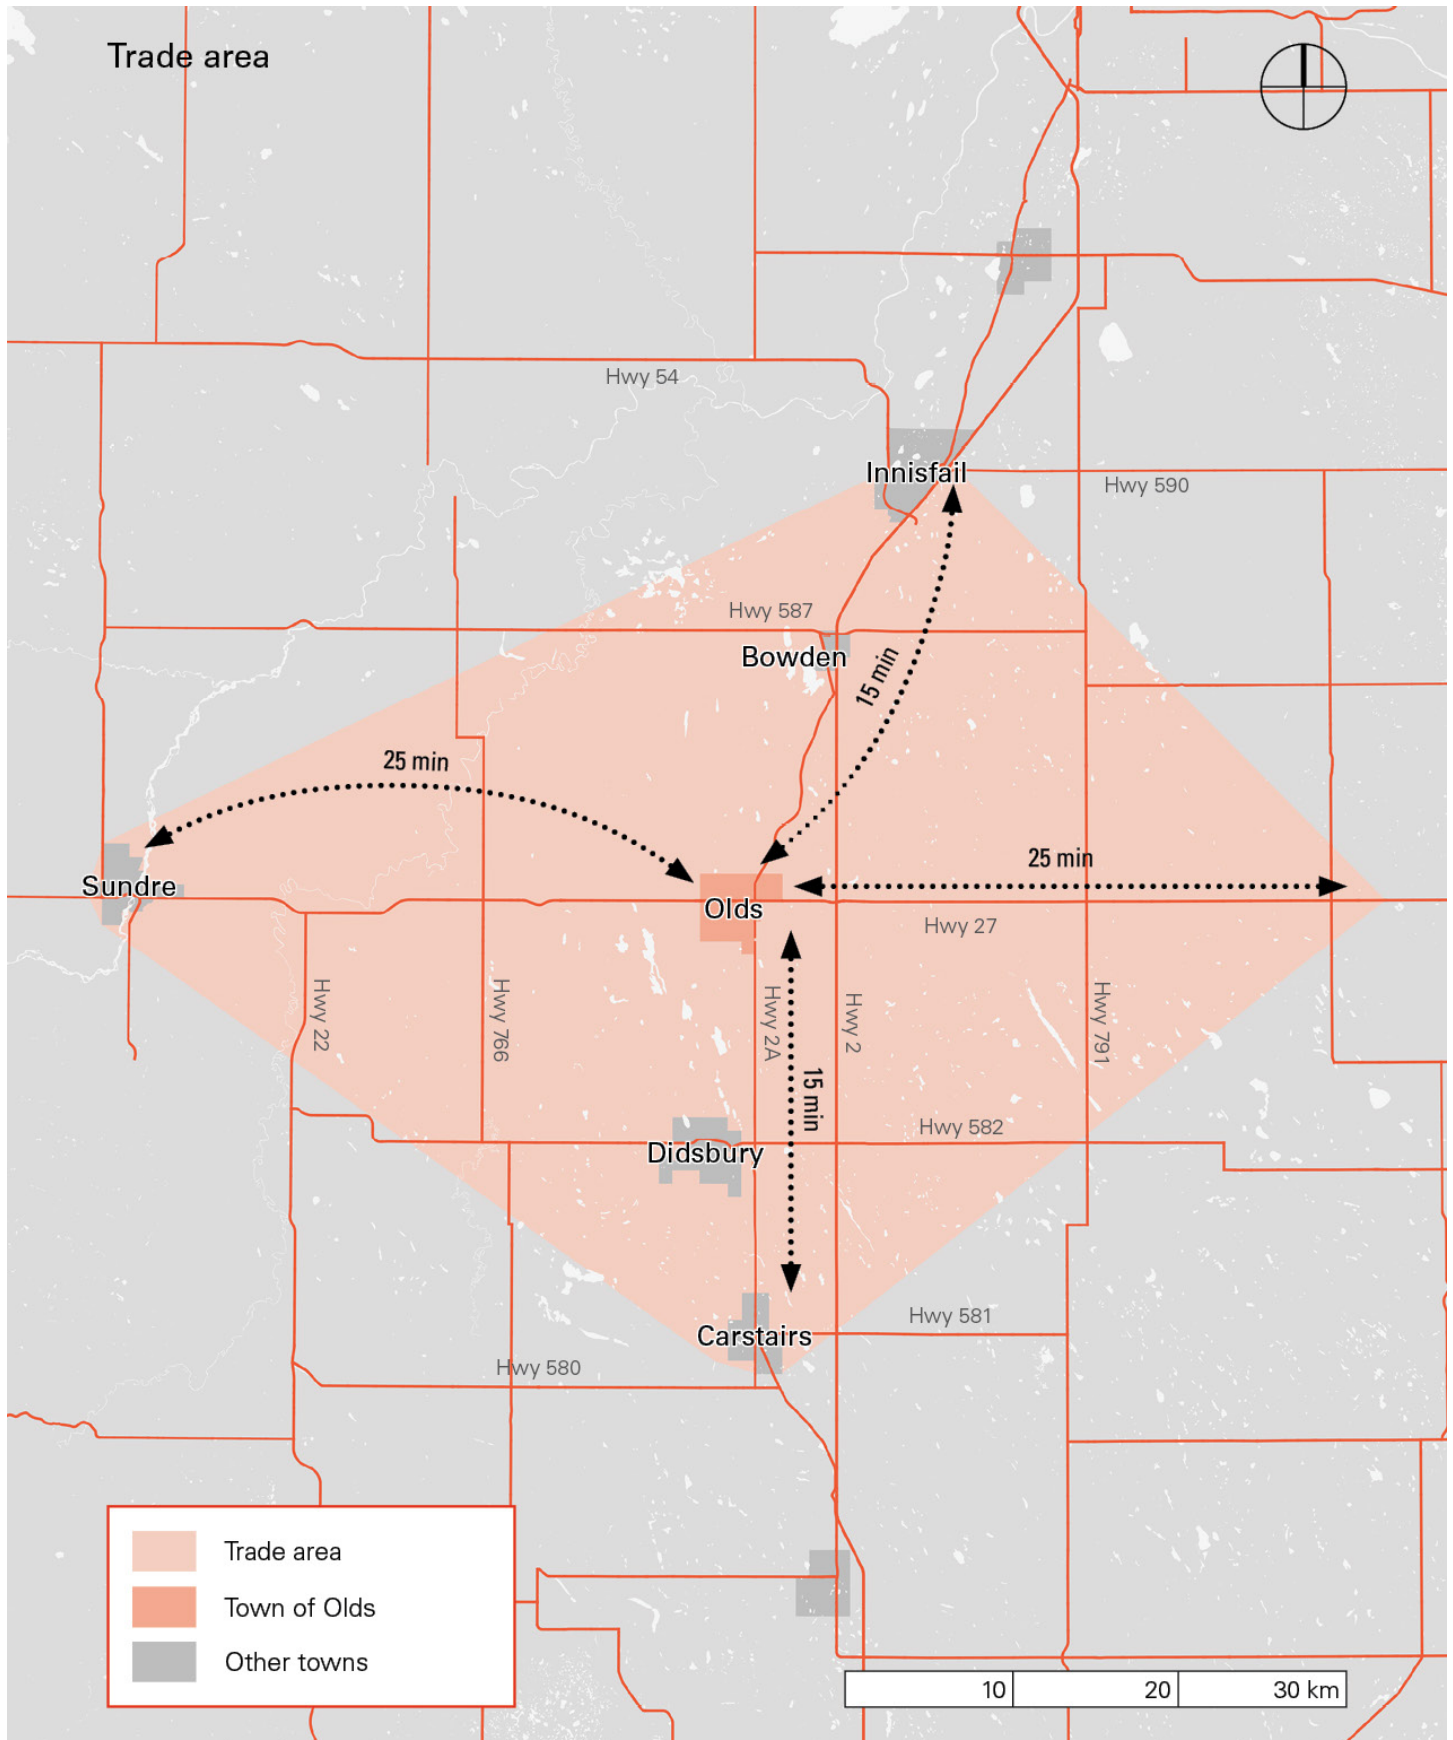 Trade area
Hwy 54
Innisfail
Hwy 590
Hwy 587
Bowden
15 min
25 min
25 min
Sundre
Olds
Hwy 27
Hwy 22
Hwy 766
Hwy 2A
Hwy 2
Hwy 791
15 min
Hwy 582
Didsbury
Hwy 581
Carstairs
Hwy 580
Trade area
Town of Olds
Other towns
10 20 30 km